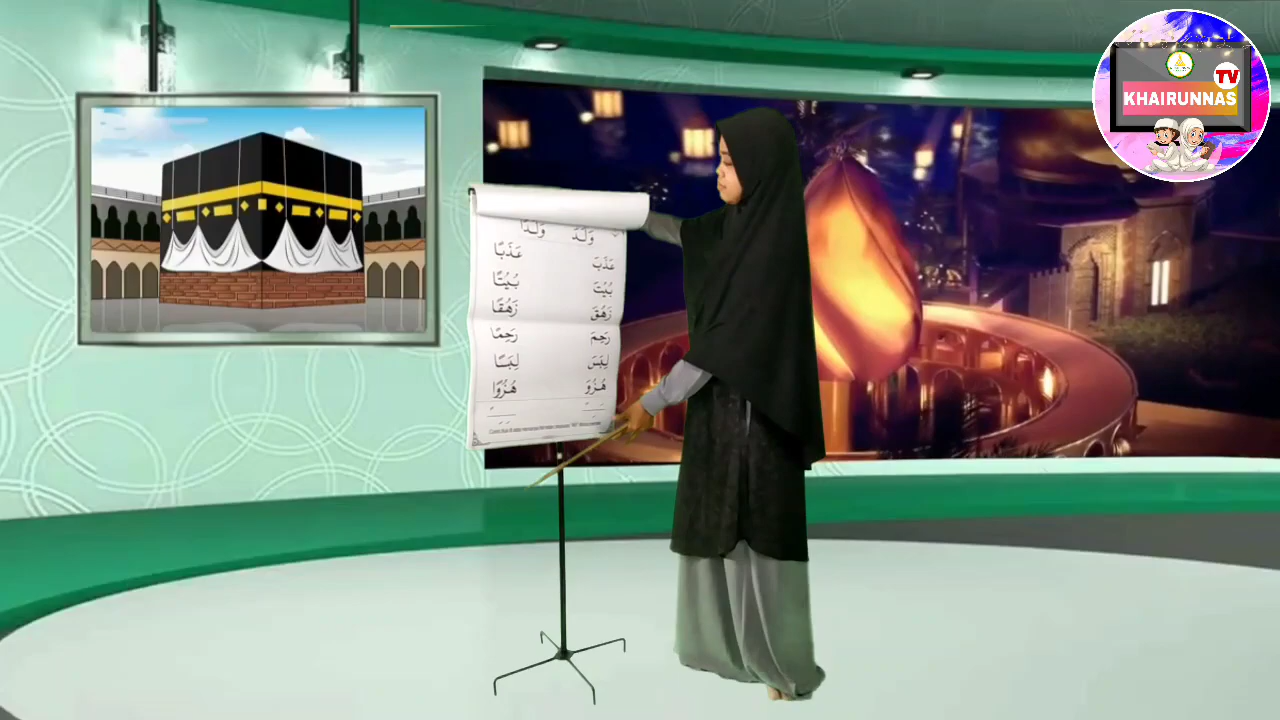 TV
KHAIRUNNAS
وَلَدَ وَلَدًا
عَذَبَ عَذَبًا
بُيُتَ بُيُتًا
زَهُقَ زَهُقًا
رَحِمَ رَحِمًا
لِبَسَ لِبَسًا
هُزُوَ هُزُوًا